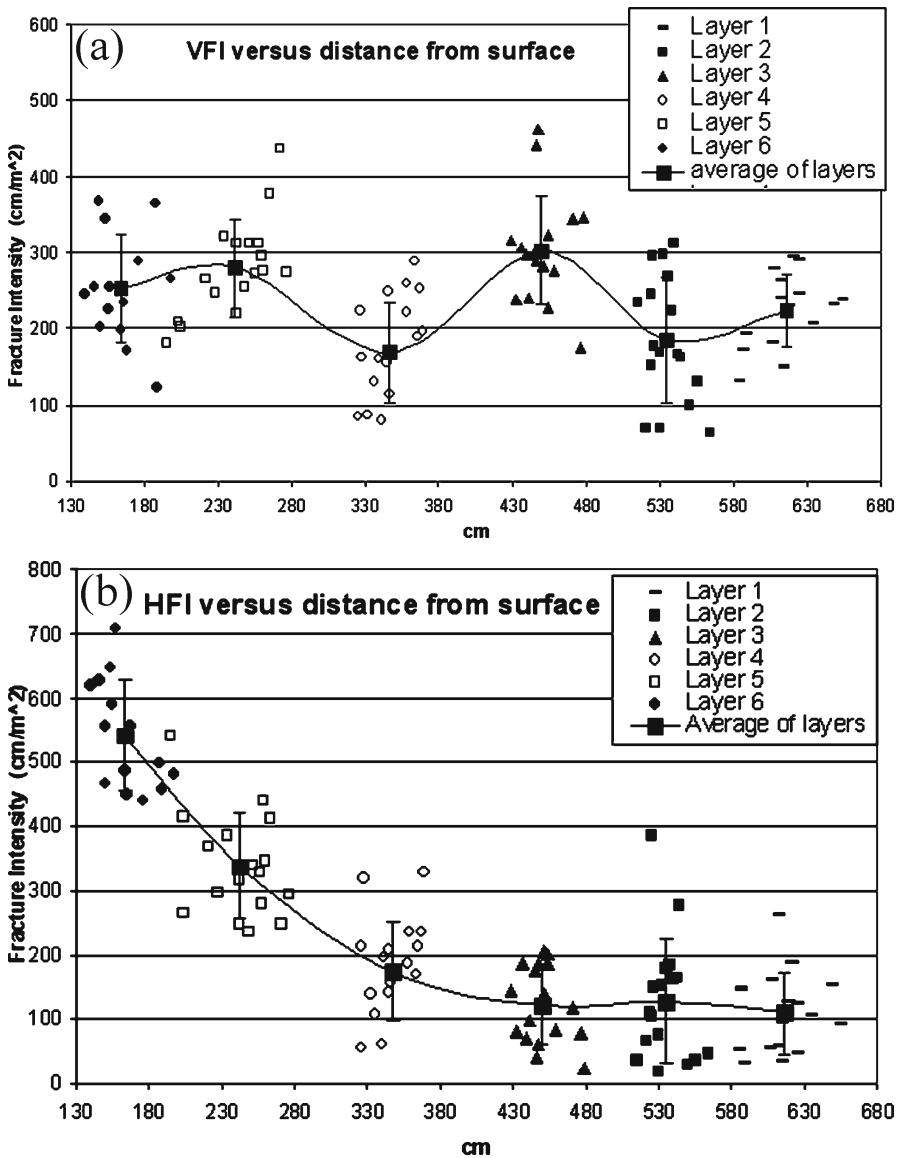 (a)
VFI versus distance from surface
Layer 1
Layer 2
Layer 3
Layer 4
Layer 5
Layer 6
average of layers
Fracture Intensity (cm/m^2)
600
500
400
300
200
100
0
130 180 230 280 330 380 430 480 530 580 630 680
cm
(b)
HFI versus distance from surface
Layer 1
Layer 2
Layer 3
Layer 4
Layer 5
Layer 6
Average of layers
Fracture Intensity (cm/m^2)
800
700
600
500
400
300
200
100
0
130 180 230 280 330 380 430 480 530 580 630 680
cm